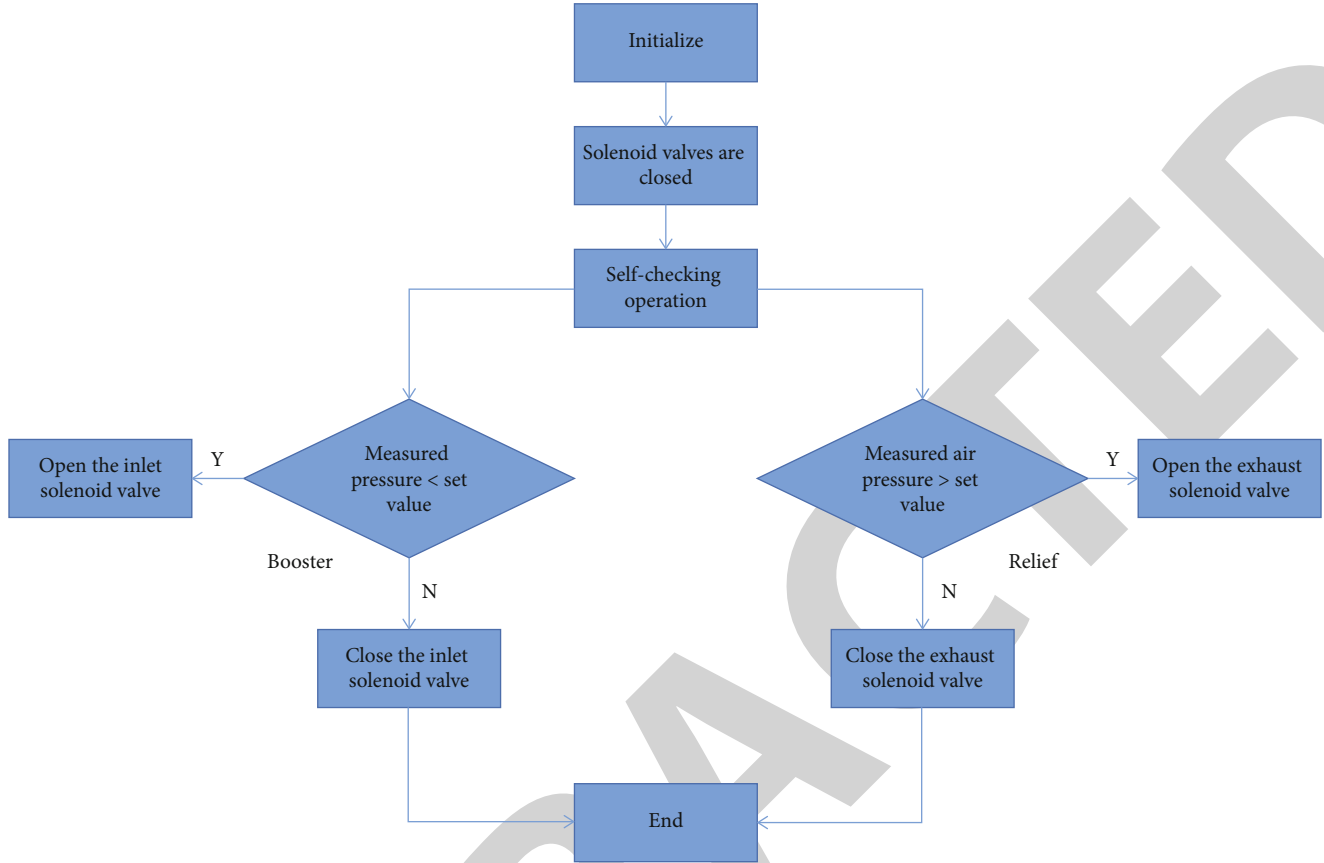 Initialize
Solenoid valves are
closed
Self-checking
operation
Measured
pressure < set
value
Y
Open the inlet
solenoid valve
Booster
N
Close the inlet
solenoid valve
Measured air
pressure > set
value
Y
Open the exhaust
solenoid valve
Relief
N
Close the exhaust
solenoid valve
End
RACTED